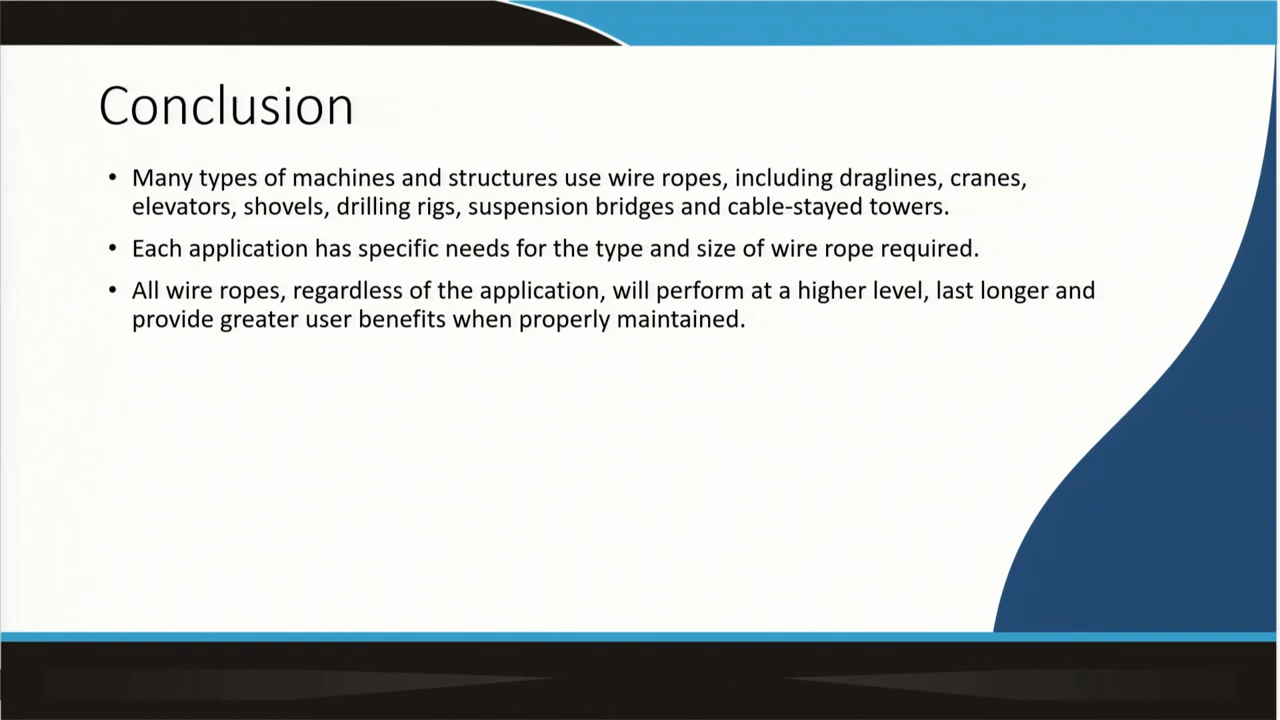 Conclusion
• Many types of machines and structures use wire ropes, including draglines, cranes,
elevators, shovels, drilling rigs, suspension bridges and cable-stayed towers.
• Each application has specific needs for the type and size of wire rope required.
• All wire ropes, regardless of the application, will perform at a higher level, last longer and
provide greater user benefits when properly maintained.